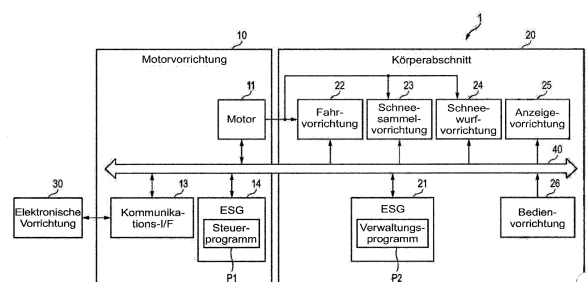 1
10
20
Motorvorrichtung
Körperabschnitt
11
22
23
24
25
Motor
Fahr-
vorrichtung
Schnee-
sammel-
vorrichtung
Schnee-
wurf-
vorrichtung
Anzeige-
vorrichtung
40
30
13
14
21
26
Elektronische
Vorrichtung
Kommunika-
tions-I/F
ESG
Steuer-
programm
ESG
Verwaltungs-
programm
Bedien-
vorrichtung
P1
P2